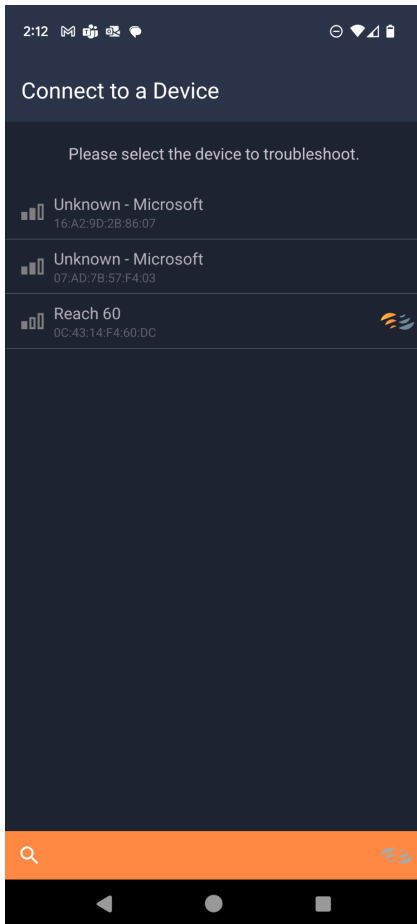 2:12
Connect to a Device
Please select the device to troubleshoot.
Unknown - Microsoft
16:A2:9D:2B:86:07
Unknown - Microsoft
07:AD:7B:57:F4:03
Reach 60
0C:43:14:F4:60:DC